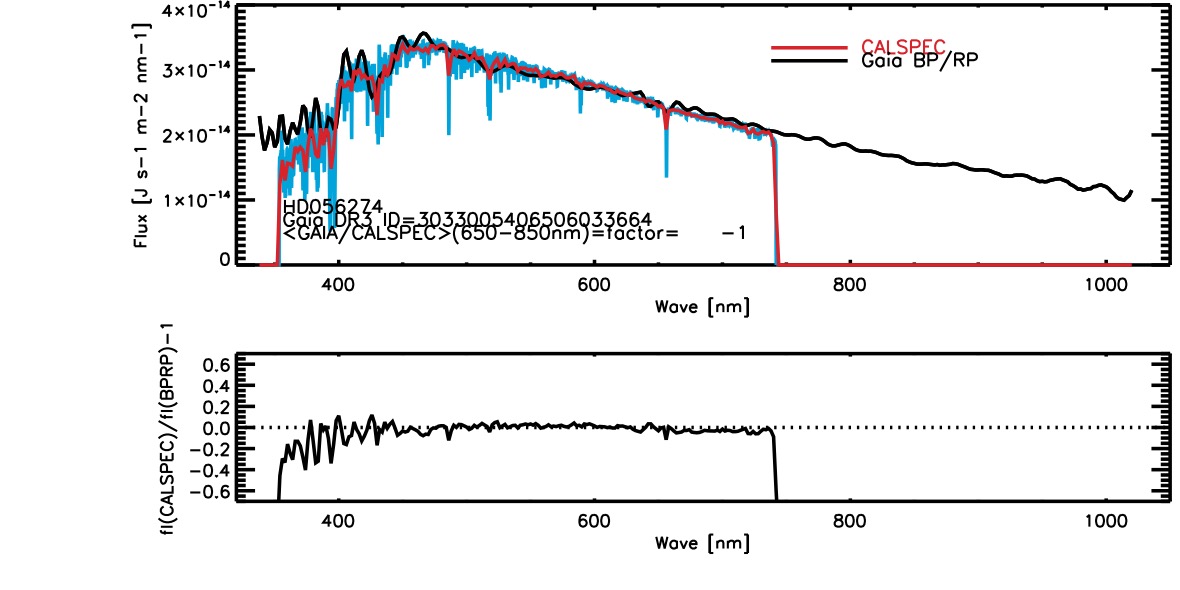 4×10−14
3×10−14
2×10−14
1×10−14
0
Flux [J s−1 m−2 nm−1]
CALSPEC
Gaia BP/RP
HD056274
Gaia DR3 ID=3033005406506033664
<GAIA/CALSPEC>(650−850nm)=factor= −1
400 600 800 1000
Wave [nm]
fl(CALSPEC)/fl(BPRP)−1
0.6
0.4
0.2
0.0
−0.2
−0.4
−0.6
400 600 800 1000
Wave [nm]